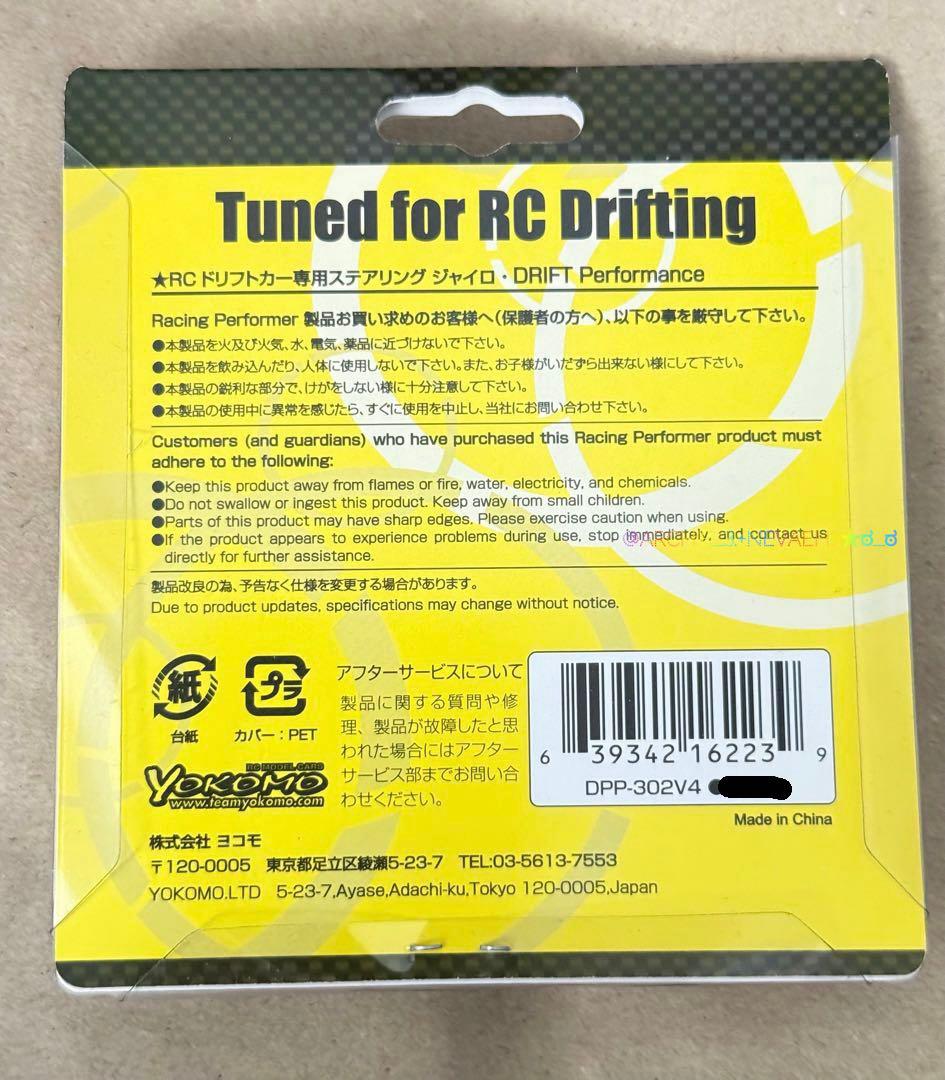 Tuned for RC Drifting
★RCドリフトカー専用ステアリング ジャイロ・DRIFT Performance
Racing Performer 製品お買い求めのお客様へ(保護者の方へ)、以下の事を厳守して下さい。
●本製品を火及び火気、水、電気、薬品に近づけないで下さい。
●本製品を飲み込んだり、人体に使用しないで下さい。また、お子様がいたずら出来ない様にして下さい。
●本製品の鋭利な部分で、けがをしない様に十分注意して下さい。
●本製品の使用中に異常を感じたら、すぐに使用を中止し、当社にお問い合わせ下さい。
Customers (and guardians) who have purchased this Racing Performer product must
adhere to the following:
●Keep this product away from flames or fire, water, electricity, and chemicals.
●Do not swallow or ingest this product. Keep away from small children.
●Parts of this product may have sharp edges. Please exercise caution when using.
●If the product appears to experience problems during use, stop immediately, and contact us
directly for further assistance.
製品改良の為、予告なく仕様を変更する場合があります。
Due to product updates, specifications may change without notice.
紙
台紙
プラ
カバー:PET
アフターサービスについて
製品に関する質問や修
理、製品が故障したと思
われた場合にはアフター
サービス部までお問い合
わせください。
6 39342 16223 9
DPP-302V4
Made in China
RC MODEL CARS
YOKOMO
www.teamyokomo.com
株式会社 ヨコモ
〒120-0005 東京都足立区綾瀬5-23-7 TEL:03-5613-7553
YOKOMO.LTD 5-23-7,Ayase,Adachi-ku,Tokyo 120-0005,Japan